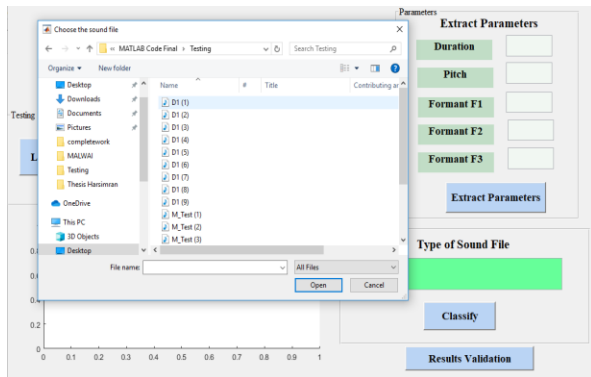 Choose the sound file
« MATLAB Code Final > Testing
Search Testing
Organize
New folder
Desktop
Downloads
Documents
Pictures
completework
MALWAI
Testing
Thesis Harsimran
OneDrive
This PC
3D Objects
Desktop
Name # Title Contributing ar
D1 (1)
D1 (2)
D1 (3)
D1 (4)
D1 (5)
D1 (6)
D1 (7)
D1 (8)
D1 (9)
M_Test (1)
M_Test (2)
M_Test (3)
File name:
All Files
Open Cancel
Testing
L
0.2
0
0 0.1 0.2 0.3 0.4 0.5 0.6 0.7 0.8 0.9 1
Parameters
Extract Parameters
Duration
Pitch
Formant F1
Formant F2
Formant F3
Extract Parameters
Type of Sound File
Classify
Results Validation